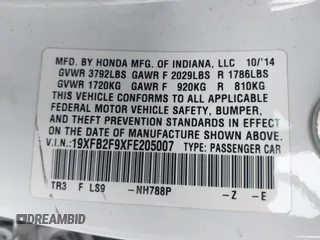 MFD. BY HONDA MFG. OF INDIANA, LLC 10/'14
GVWR 3792LBS GAWR F 2029LBS R 1786LBS
GVWR 1720KG GAWR F 920KG R 810KG
THIS VEHICLE CONFORMS TO ALL APPLICABLE
FEDERAL MOTOR VEHICLE SAFETY, BUMPER,
AND THEFT PREVENTION STANDARDS IN EFFECT
ON THE DATE OF MANUFACTURE SHOWN ABOVE.
V.I.N.: 19XFB2F9XFE205007 TYPE: PASSENGER CAR
TR3 F LS9 -NH788P -Z -E
© AUTOBIDMD